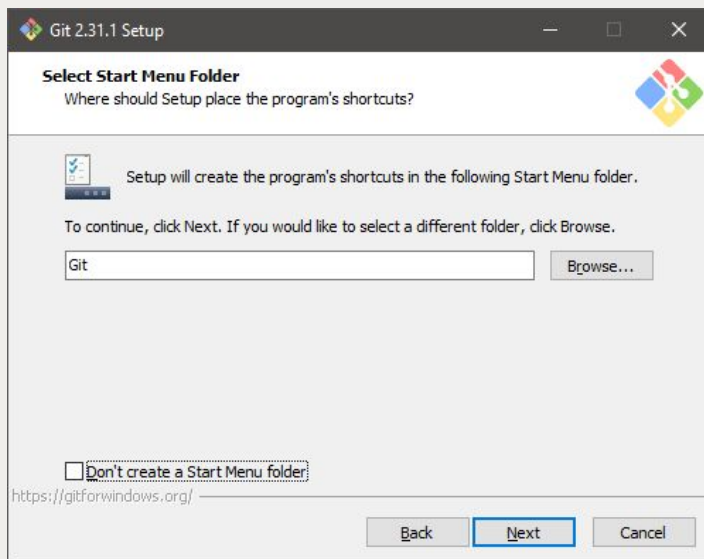 Git 2.31.1 Setup
Select Start Menu Folder
Where should Setup place the program's shortcuts?
Setup will create the program's shortcuts in the following Start Menu folder.
To continue, click Next. If you would like to select a different folder, click Browse.
Git
Browse...
Don't create a Start Menu folder
https://gitforwindows.org/
Back
Next
Cancel